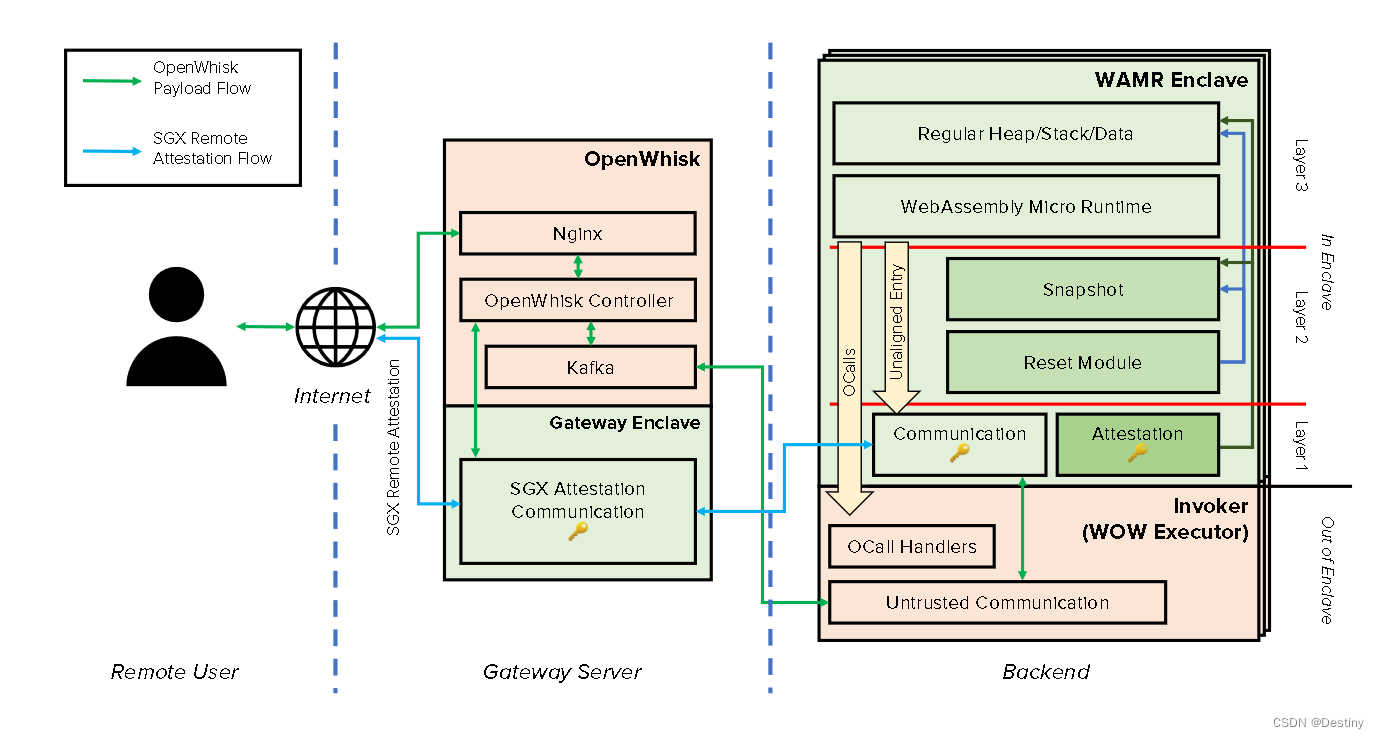 OpenWhisk
Payload Flow
SGX Remote
Attestation Flow
Internet
SGX Remote Attestation
Remote User
OpenWhisk
Nginx
OpenWhisk Controller
Kafka
Gateway Enclave
SGX Attestation
Communication
Gateway Server
WAMR Enclave
Regular Heap/Stack/Data
WebAssembly Micro Runtime
OCalls
Unaligned Entry
Snapshot
Reset Module
Communication
Attestation
Layer 3
Layer 2
Layer 1
In Enclave
Invoker
(WOW Executor)
OCall Handlers
Untrusted Communication
Out of Enclave
Backend
CSDN @Destiny